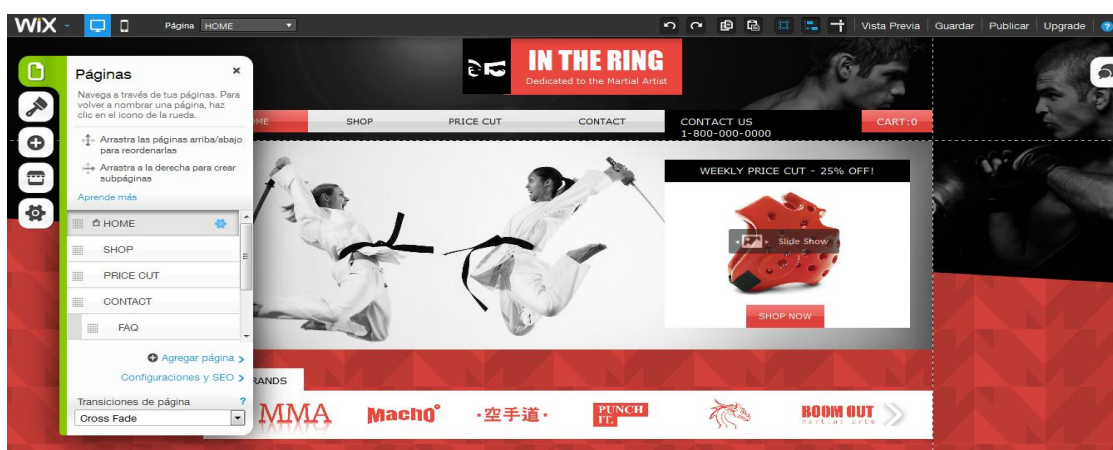 WiX
Página HOME
Vista Previa
Guardar
Publicar
Upgrade
?
Páginas
×
Navega a través de tus páginas. Para
volver a nombrar una página, haz
clic en el icono de la rueda.
Arrastra las páginas arriba/abajo
para reordenarlas
Arrastra a la derecha para crear
subpáginas
Aprende más
HOME
SHOP
PRICE CUT
CONTACT
FAQ
Agregar página >
Configuraciones y SEO >
Transiciones de página ?
Cross Fade
IN THE RING
Dedicated to the Martial Artist
OME
SHOP
PRICE CUT
CONTACT
CONTACT US
1-800-000-0000
CART:0
WEEKLY PRICE CUT - 25% OFF!
Slide Show
SHOP NOW
RANDS
MMA
Macho
·空手道·
PUNCH
IT.
BOOM OUT
martial arts